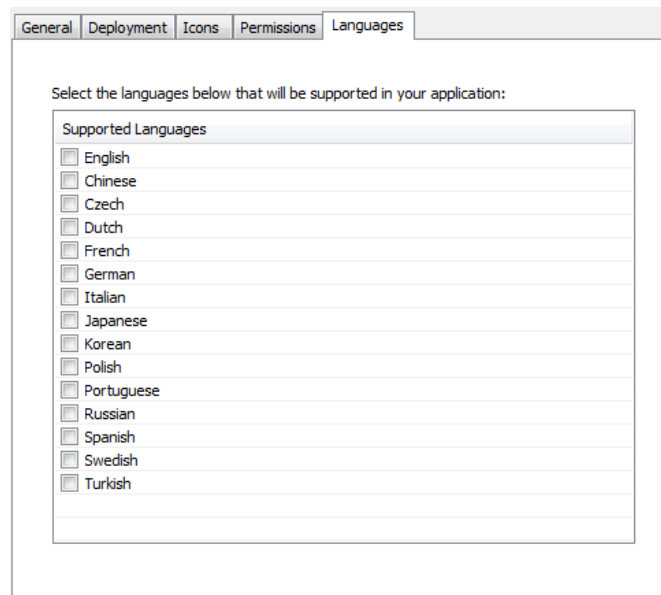 General Deployment Icons Permissions Languages
Select the languages below that will be supported in your application:
Supported Languages
English
Chinese
Czech
Dutch
French
German
Italian
Japanese
Korean
Polish
Portuguese
Russian
Spanish
Swedish
Turkish